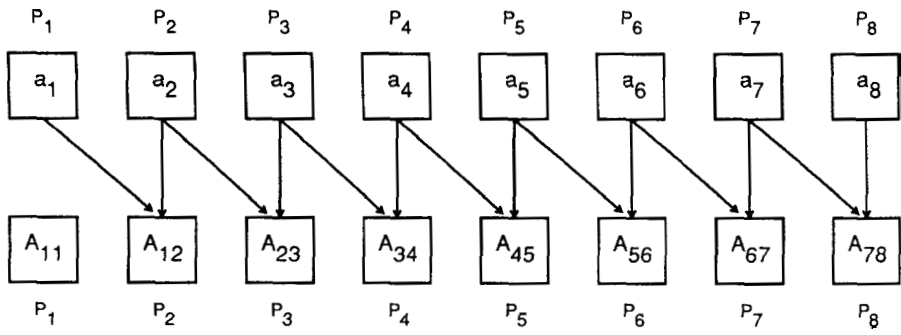 P1 P2 P3 P4 P5 P6 P7 P8
a1 a2 a3 a4 a5 a6 a7 a8
A11 A12 A23 A34 A45 A56 A67 A78
P1 P2 P3 P4 P5 P6 P7 P8